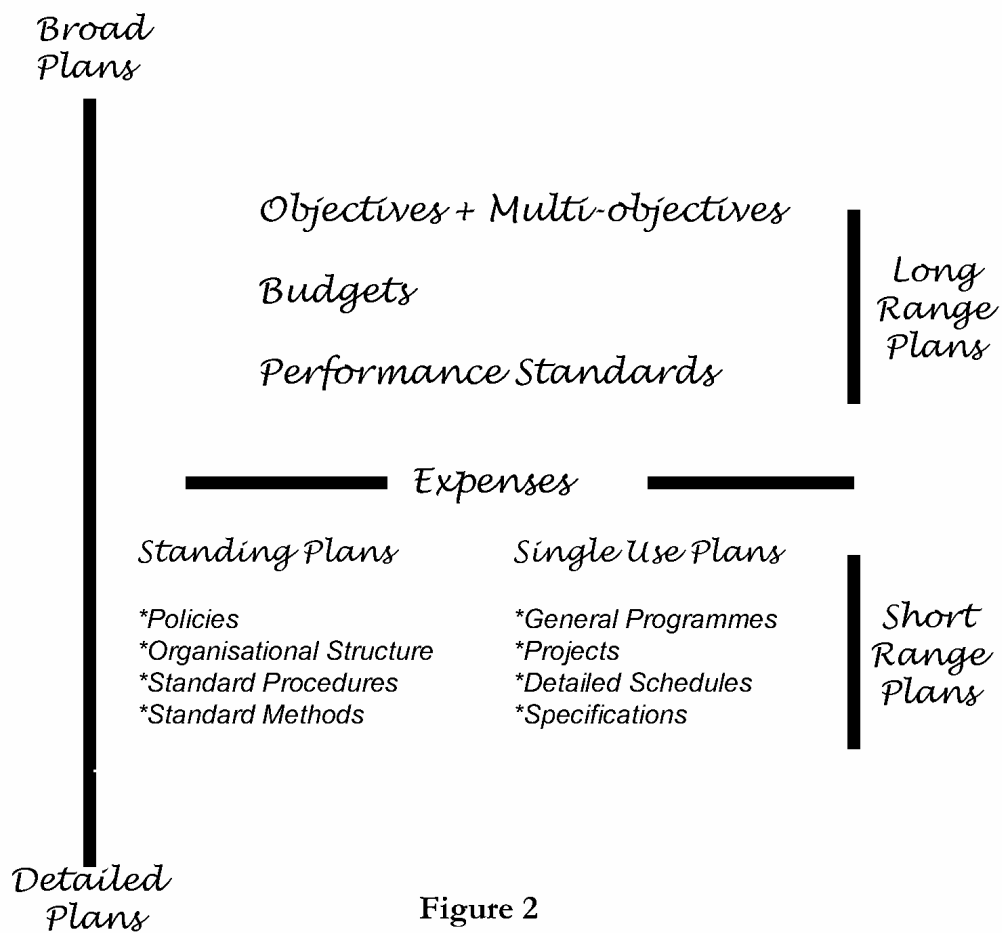 Broad
Plans
Objectives + Multi-objectives
Budgets
Performance Standards
Long
Range
Plans
Expenses
Standing Plans
*Policies
*Organisational Structure
*Standard Procedures
*Standard Methods
Single Use Plans
*General Programmes
*Projects
*Detailed Schedules
*Specifications
Short
Range
Plans
Detailed
Plans
Figure 2